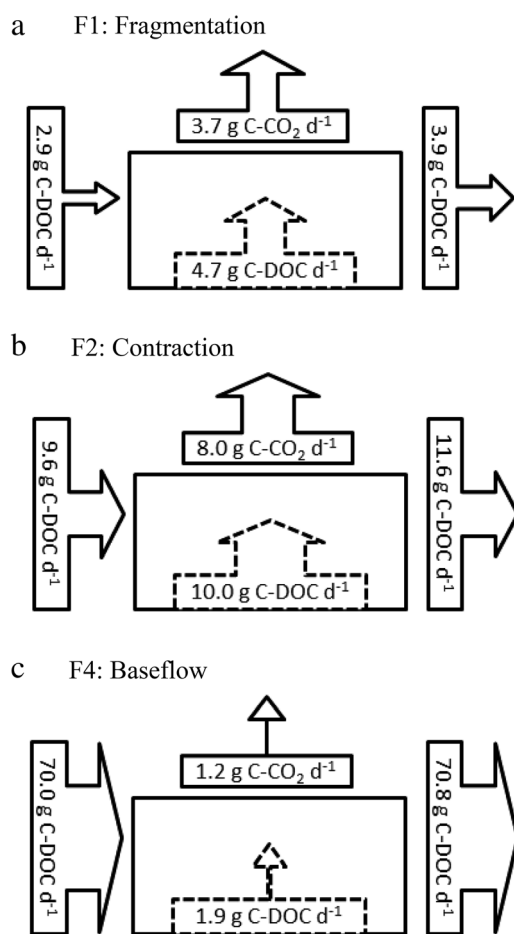 a F1: Fragmentation
3.7 g C-CO₂ d⁻¹
2.9 g C-DOC d⁻¹
3.9 g C-DOC d⁻¹
4.7 g C-DOC d⁻¹
b F2: Contraction
8.0 g C-CO₂ d⁻¹
9.6 g C-DOC d⁻¹
11.6 g C-DOC d⁻¹
10.0 g C-DOC d⁻¹
c F4: Baseflow
1.2 g C-CO₂ d⁻¹
70.0 g C-DOC d⁻¹
70.8 g C-DOC d⁻¹
1.9 g C-DOC d⁻¹